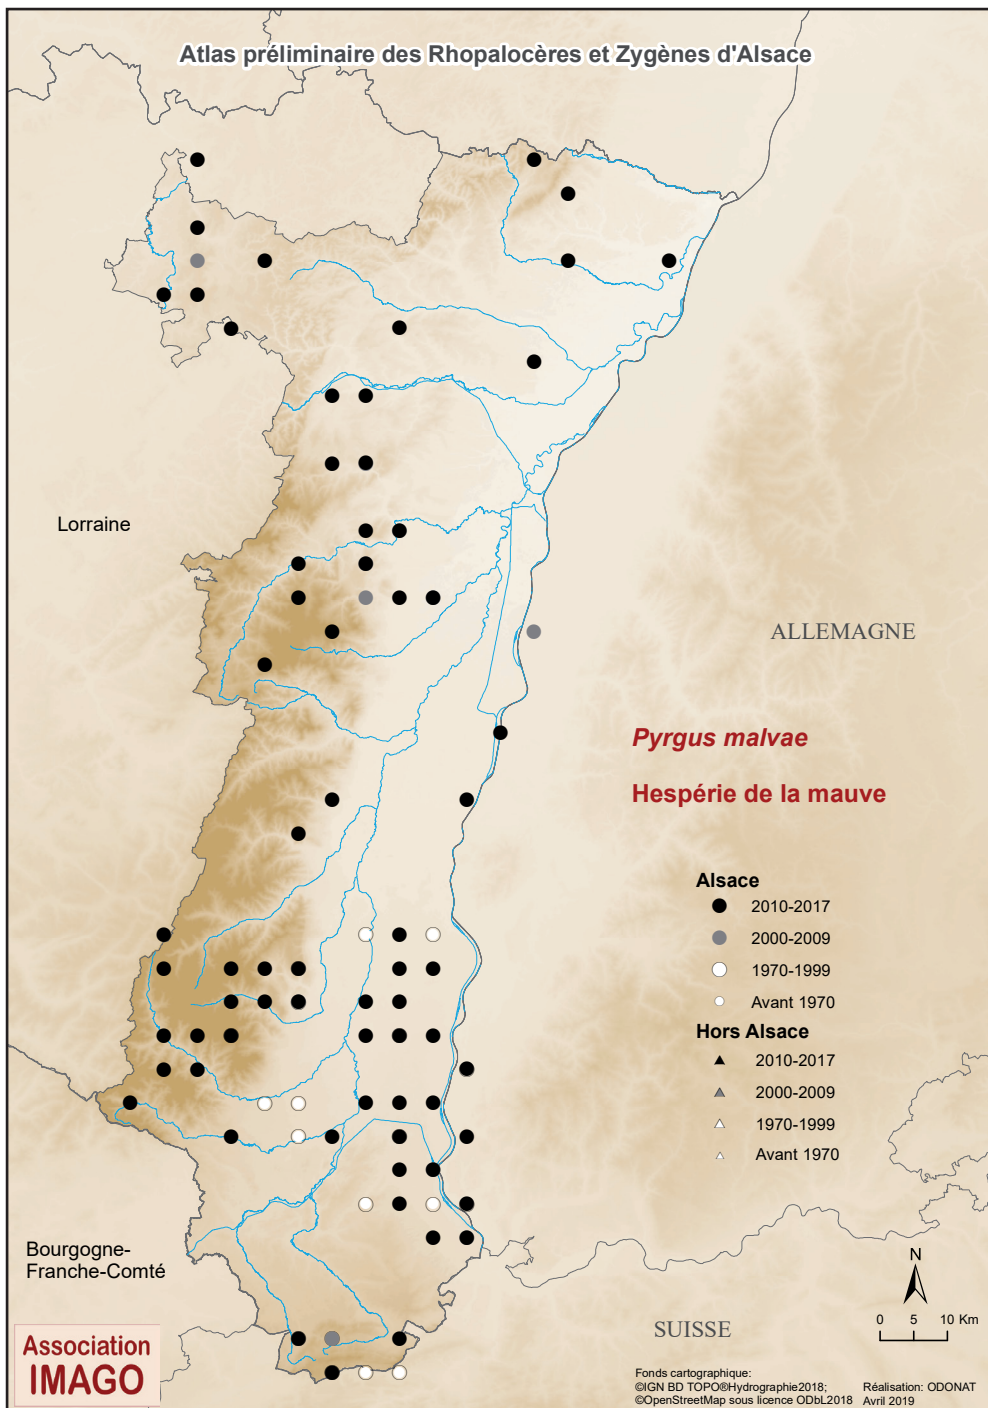 Atlas préliminaire des Rhopalocères et Zygènes d'Alsace
Lorraine
ALLEMAGNE
Pyrgus malvae
Hespérie de la mauve
Alsace
2010-2017
2000-2009
1970-1999
Avant 1970
Hors Alsace
2010-2017
2000-2009
1970-1999
Avant 1970
Bourgogne-
Franche-Comté
N
0 5 10 Km
SUISSE
Association
IMAGO
Fonds cartographique:
©IGN BD TOPO®Hydrographie2018;
©OpenStreetMap sous licence ODbL2018
Réalisation: ODONAT
Avril 2019